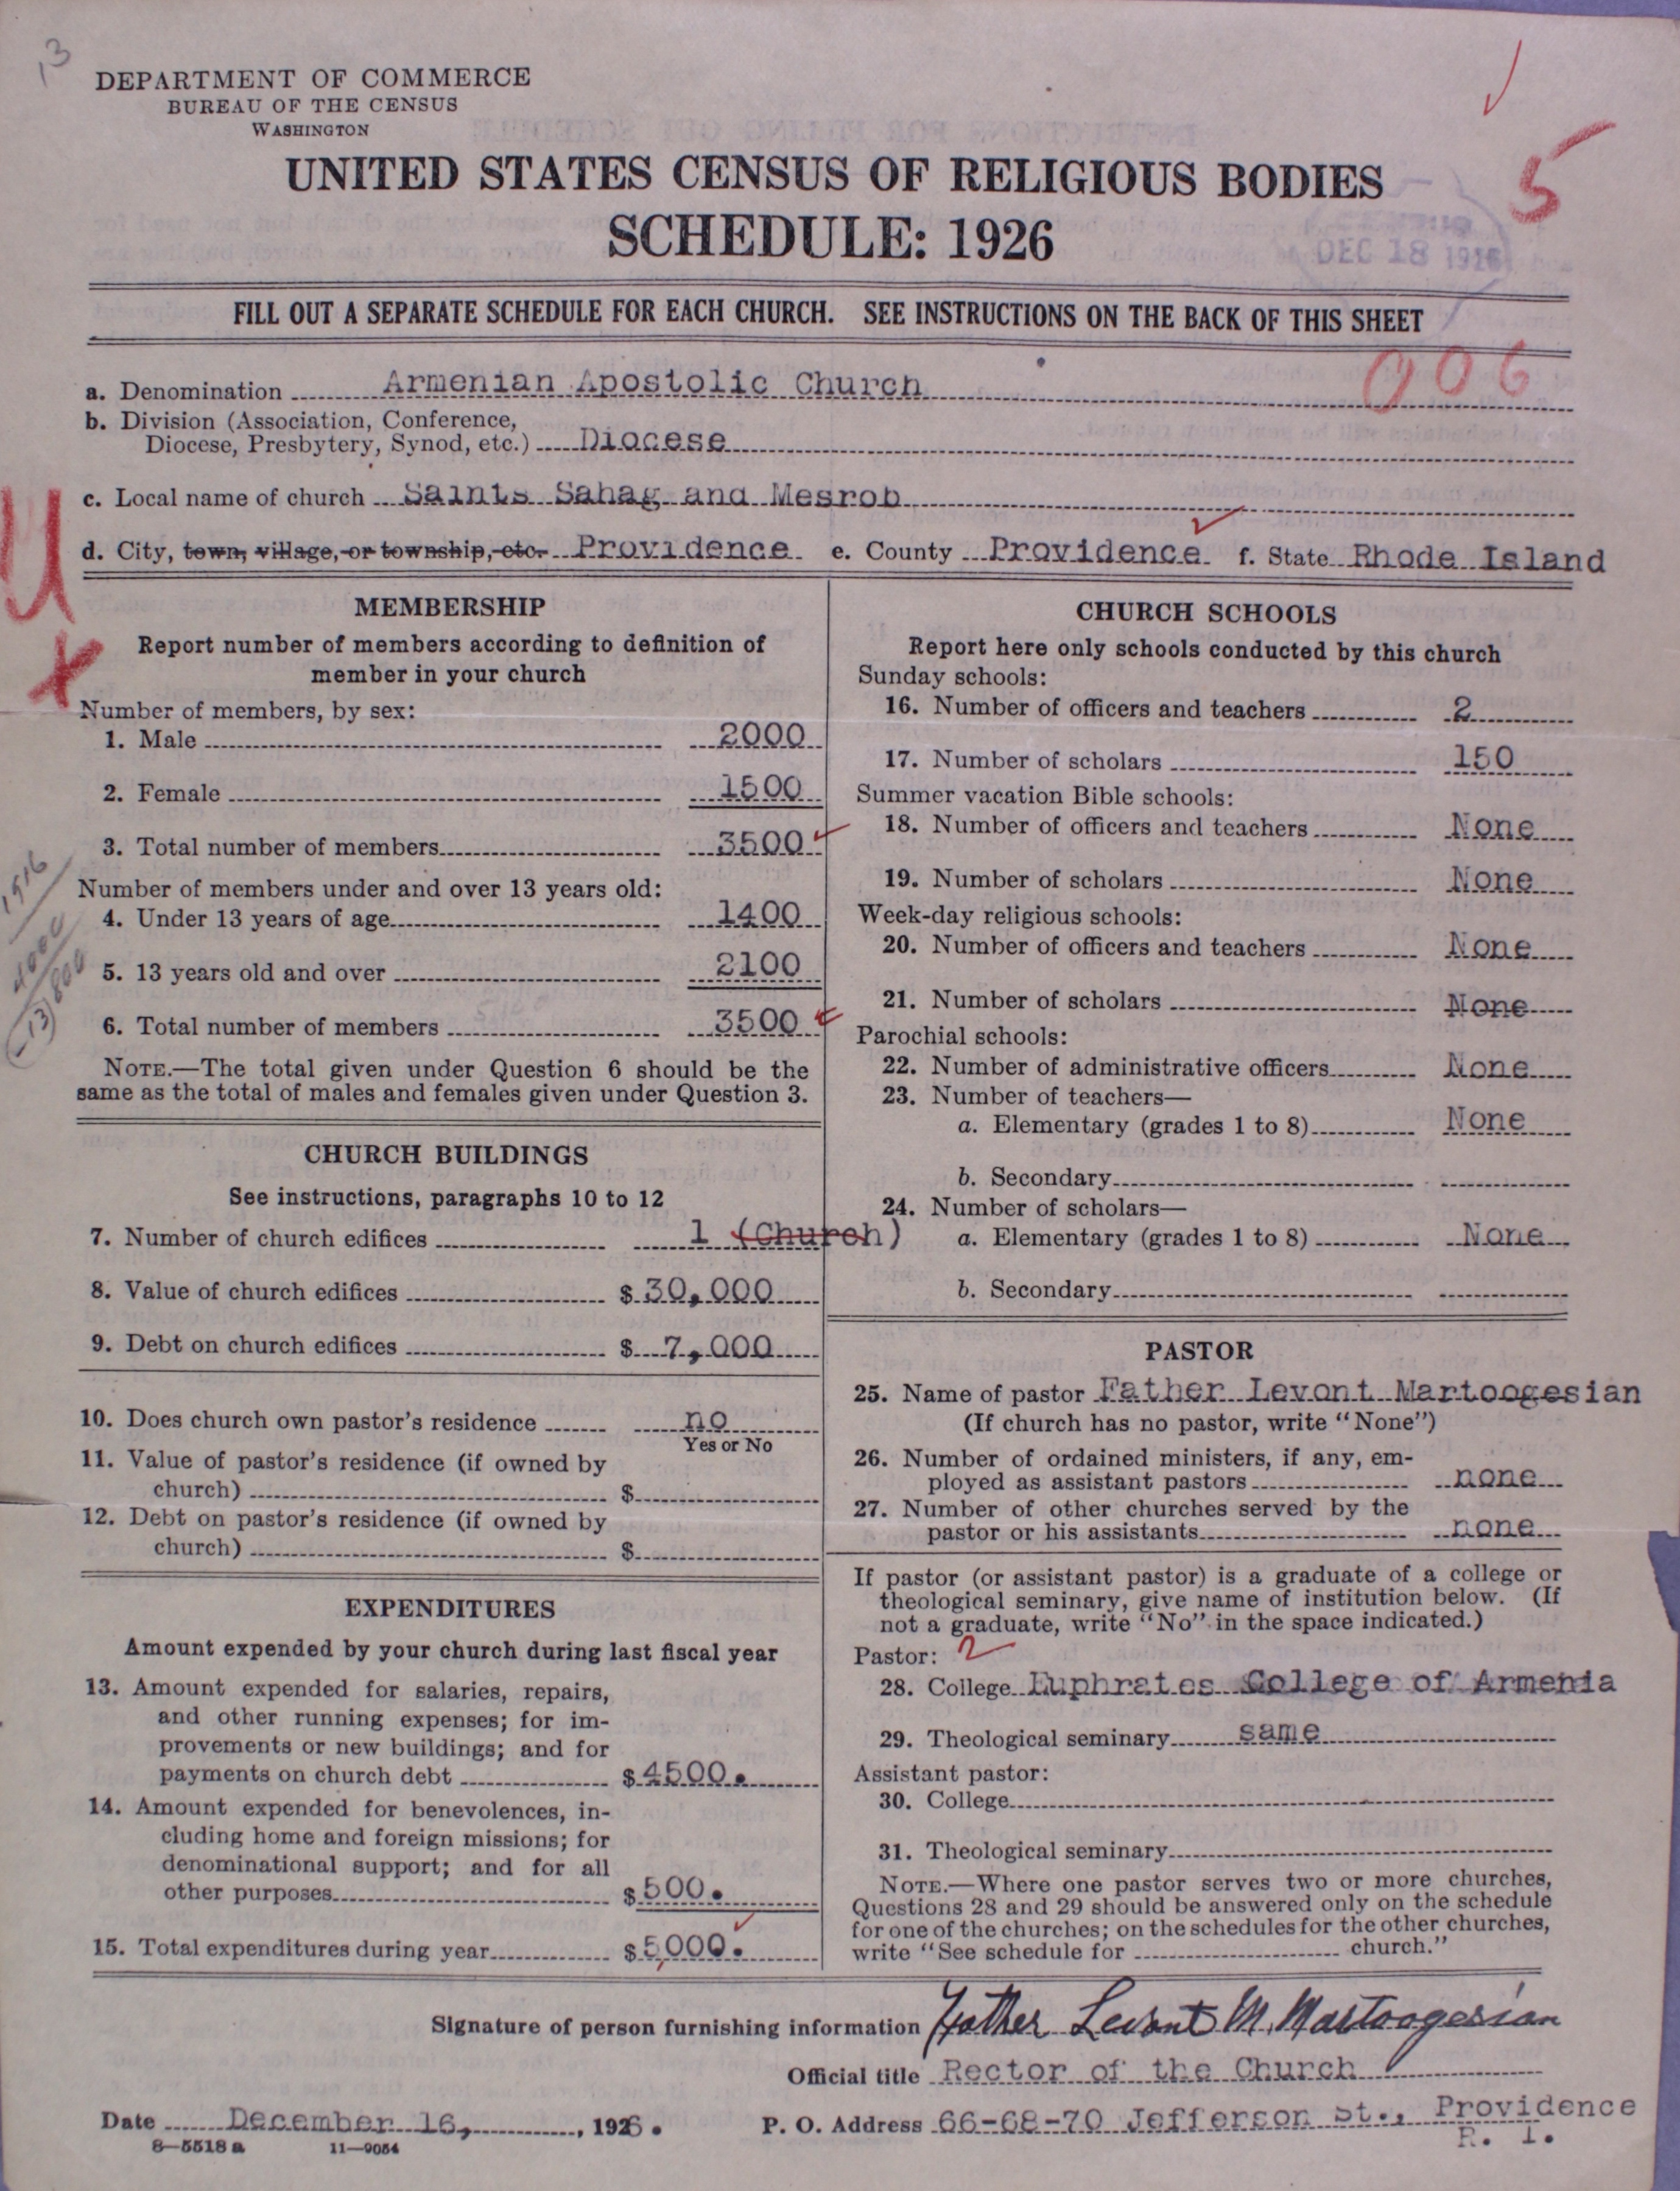 13
DEPARTMENT OF COMMERCE
BUREAU OF THE CENSUS
WASHINGTON
UNITED STATES CENSUS OF RELIGIOUS BODIES
5
SCHEDULE: 1926
DEC 18 1926
FILL OUT A SEPARATE SCHEDULE FOR EACH CHURCH. SEE INSTRUCTIONS ON THE BACK OF THIS SHEET
006
a. Denomination Armenian Apostolic Church
b. Division (Association, Conference,
Diocese, Presbytery, Synod, etc.) Diocese
c. Local name of church Saints Sahag and Mesrob
d. City, town, village, or township, etc. Providence e. County Providence f. State Rhode Island
MEMBERSHIP
Report number of members according to definition of
member in your church
Number of members, by sex:
1. Male 2000
2. Female 1500
3. Total number of members 3500
Number of members under and over 13 years old:
4. Under 13 years of age 1400
5. 13 years old and over 2100
6. Total number of members 3500
NOTE.—The total given under Question 6 should be the
same as the total of males and females given under Question 3.
1916
4000
(-13) 800
CHURCH BUILDINGS
See instructions, paragraphs 10 to 12
7. Number of church edifices 1 (Church)
8. Value of church edifices $ 30,000
9. Debt on church edifices $ 7,000
10. Does church own pastor's residence no
Yes or No
11. Value of pastor's residence (if owned by
church) $
12. Debt on pastor's residence (if owned by
church) $
EXPENDITURES
Amount expended by your church during last fiscal year
13. Amount expended for salaries, repairs,
and other running expenses; for im-
provements or new buildings; and for
payments on church debt $ 4500.
14. Amount expended for benevolences, in-
cluding home and foreign missions; for
denominational support; and for all
other purposes $ 500.
15. Total expenditures during year $ 5000.
CHURCH SCHOOLS
Report here only schools conducted by this church
Sunday schools:
16. Number of officers and teachers 2
17. Number of scholars 150
Summer vacation Bible schools:
18. Number of officers and teachers None
19. Number of scholars None
Week-day religious schools:
20. Number of officers and teachers None
21. Number of scholars None
Parochial schools:
22. Number of administrative officers None
23. Number of teachers—
a. Elementary (grades 1 to 8) None
b. Secondary
24. Number of scholars—
a. Elementary (grades 1 to 8) None
b. Secondary
PASTOR
25. Name of pastor Father Levont Martoogesian
(If church has no pastor, write "None")
26. Number of ordained ministers, if any, em-
ployed as assistant pastors none
27. Number of other churches served by the
pastor or his assistants none
If pastor (or assistant pastor) is a graduate of a college or
theological seminary, give name of institution below. (If
not a graduate, write "No" in the space indicated.)
Pastor: 2
28. College Euphrates College of Armenia
29. Theological seminary same
Assistant pastor:
30. College
31. Theological seminary
NOTE.—Where one pastor serves two or more churches,
Questions 28 and 29 should be answered only on the schedule
for one of the churches; on the schedules for the other churches,
write "See schedule for church."
Signature of person furnishing information Father Levont M. Martoogesian
Official title Rector of the Church
Date December 16, 1926. P. O. Address 66-68-70 Jefferson St., Providence
R. I.
8—5518 a 11—9054